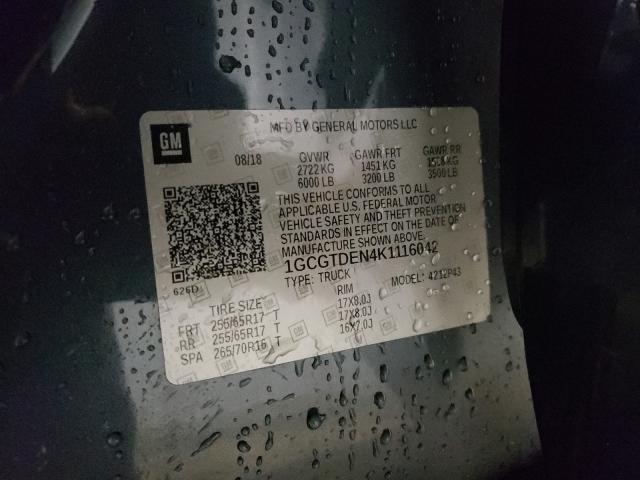 MFD BY GENERAL MOTORS LLC
GM
08/18 GVWR GAWR FRT GAWR RR
2722 KG 1451 KG KG
6000 LB 3200 LB 3500 LB
THIS VEHICLE CONFORMS TO ALL
APPLICABLE U.S. FEDERAL MOTOR
VEHICLE SAFETY AND THEFT PREVENTION
STANDARDS IN EFFECT ON THE DATE OF
MANUFACTURE SHOWN ABOVE.
1GCGTDEN4K1116042
TYPE: TRUCK MODEL: 4212P43
626D
TIRE SIZE RIM
FRT 255/65R17 T 17X8.0J
RR 255/65R17 T 17X8.0J
SPA 265/70R16 T 16X7.0J